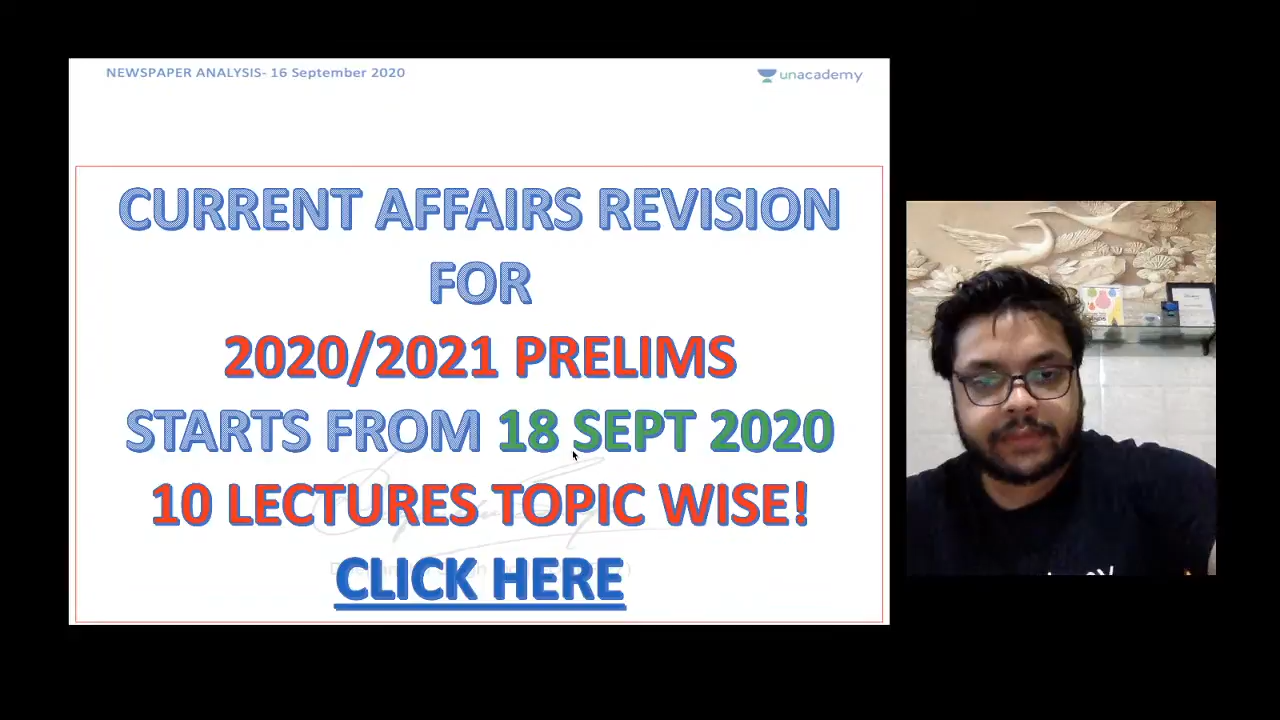 NEWSPAPER ANALYSIS- 16 September 2020
unacademy
CURRENT AFFAIRS REVISION
FOR
2020/2021 PRELIMS
STARTS FROM 18 SEPT 2020
10 LECTURES TOPIC WISE!
CLICK HERE